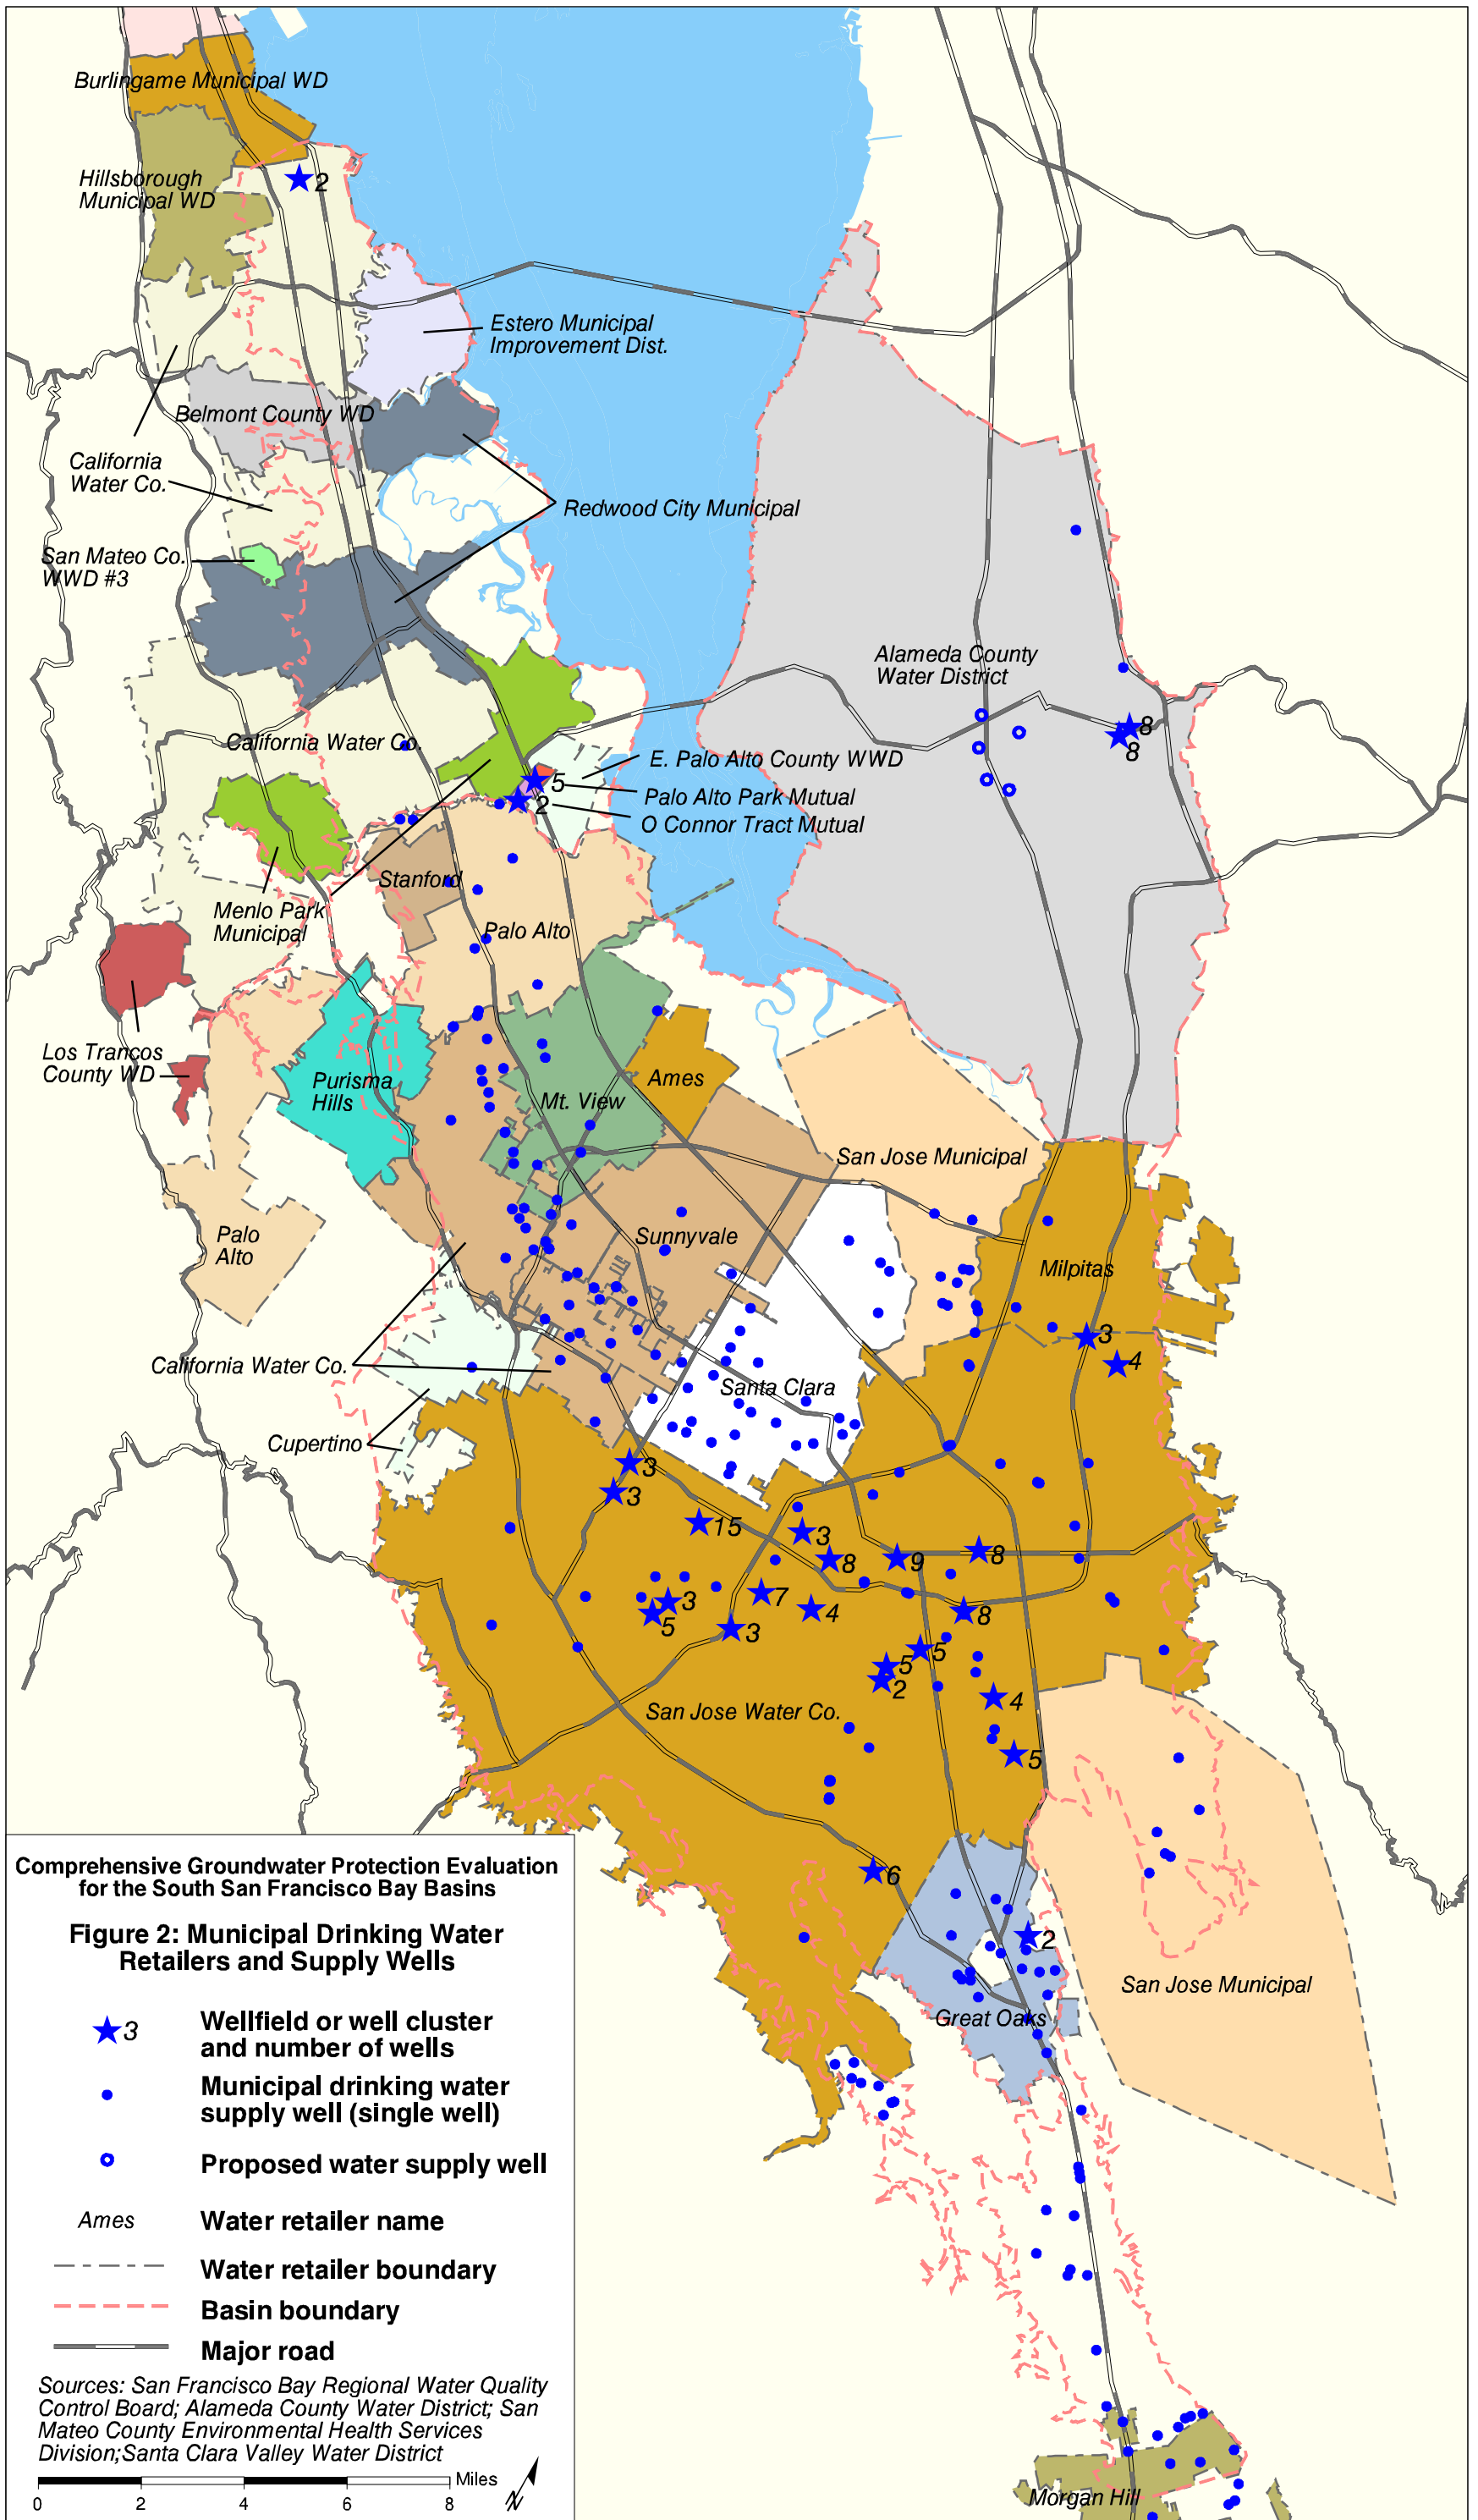 Burlingame Municipal WD
Hillsborough
Municipal WD
2
Estero Municipal
Improvement Dist.
Belmont County WD
California
Water Co.
Redwood City Municipal
San Mateo Co.
WWD #3
Alameda County
Water District
8
8
California Water Co.
E. Palo Alto County WWD
5
Palo Alto Park Mutual
2
O Connor Tract Mutual
Stanford
Menlo Park
Municipal
Palo Alto
Los Trancos
County WD
Purisma
Hills
Ames
Mt. View
San Jose Municipal
Palo
Alto
Sunnyvale
Milpitas
3
4
California Water Co.
Santa Clara
Cupertino
3
3
15
3
8
9
8
7
3
5
4
8
3
5
5
2
4
San Jose Water Co.
5
6
2
San Jose Municipal
Great Oaks
Morgan Hill
Comprehensive Groundwater Protection Evaluation
for the South San Francisco Bay Basins
Figure 2: Municipal Drinking Water
Retailers and Supply Wells
3 Wellfield or well cluster
and number of wells
Municipal drinking water
supply well (single well)
Proposed water supply well
Ames Water retailer name
Water retailer boundary
Basin boundary
Major road
Sources: San Francisco Bay Regional Water Quality
Control Board; Alameda County Water District; San
Mateo County Environmental Health Services
Division;Santa Clara Valley Water District
Miles
0 2 4 6 8
N